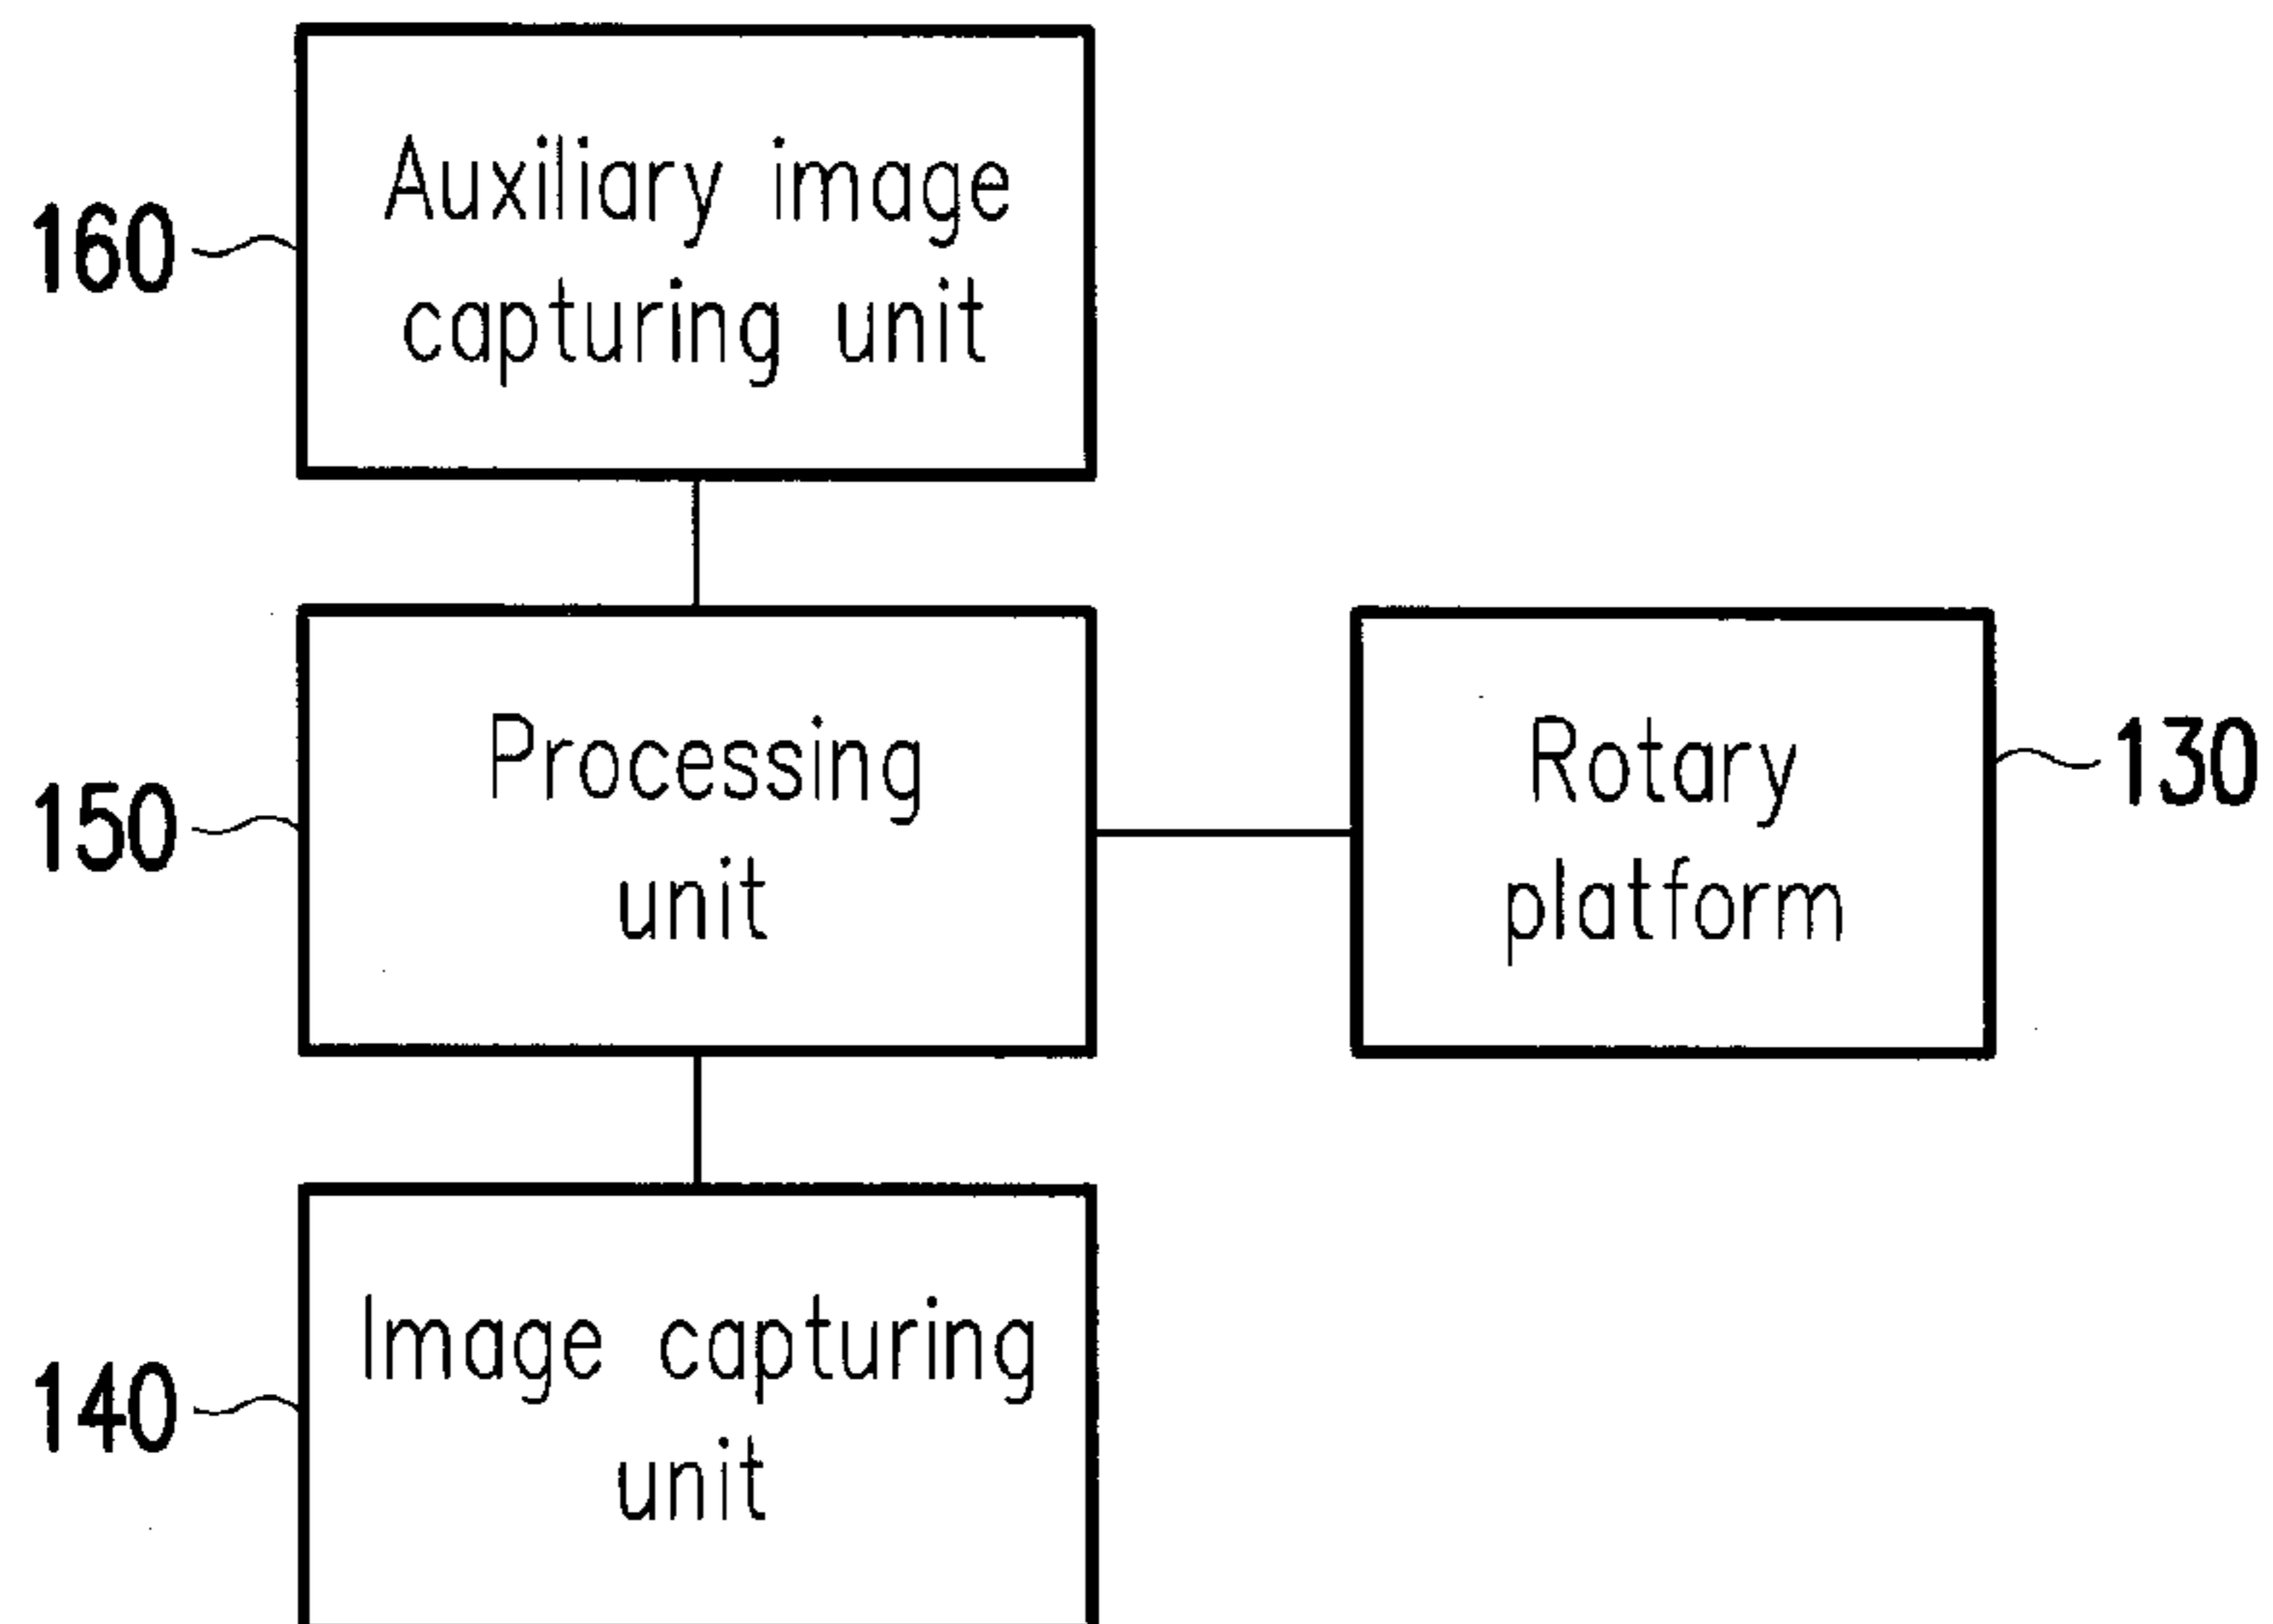 Auxiliary image
capturing unit
160
Processing
unit
150
Rotary
platform
130
Image capturing
unit
140